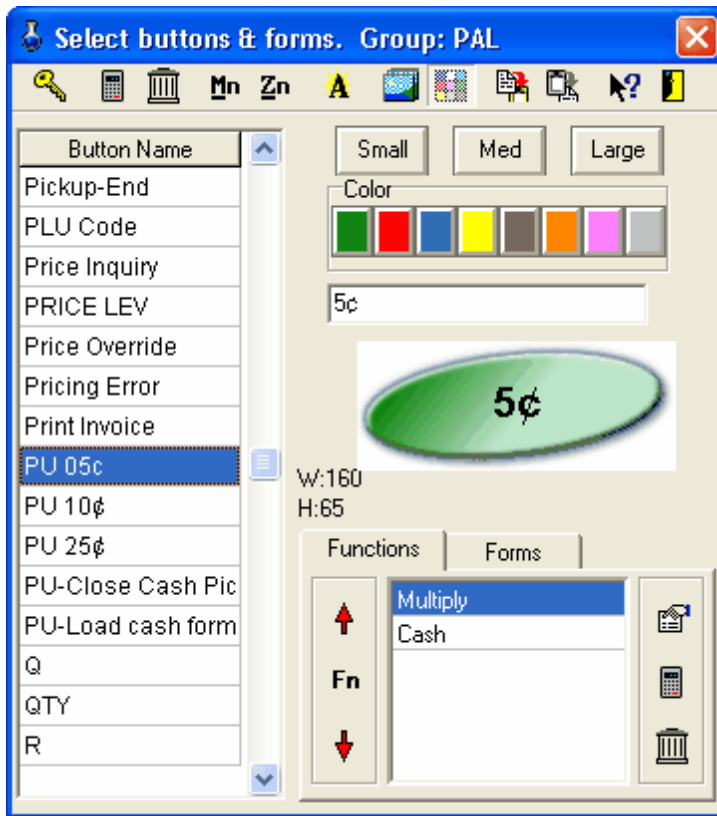 Select buttons & forms. Group: PAL
Mn Zn A ?
Button Name
Pickup-End
PLU Code
Price Inquiry
PRICE LEV
Price Override
Pricing Error
Print Invoice
PU 05c
PU 10¢
PU 25¢
PU-Close Cash Pic
PU-Load cash form
Q
QTY
R
Small Med Large
Color
5¢
5¢
W:160
H:65
Functions Forms
Multiply
Cash
Fn